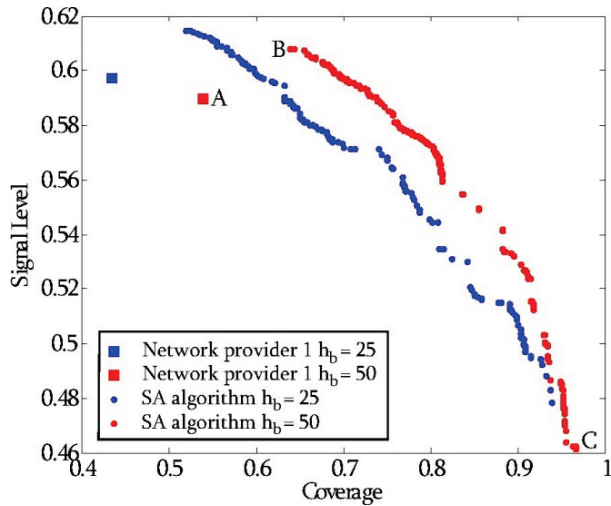 0.62
0.6
0.58
0.56
0.54
0.52
0.5
0.48
0.46
Signal Level
B
A
C
Network provider 1 h_b = 25
Network provider 1 h_b = 50
SA algorithm h_b = 25
SA algorithm h_b = 50
0.4 0.5 0.6 0.7 0.8 0.9 1
Coverage